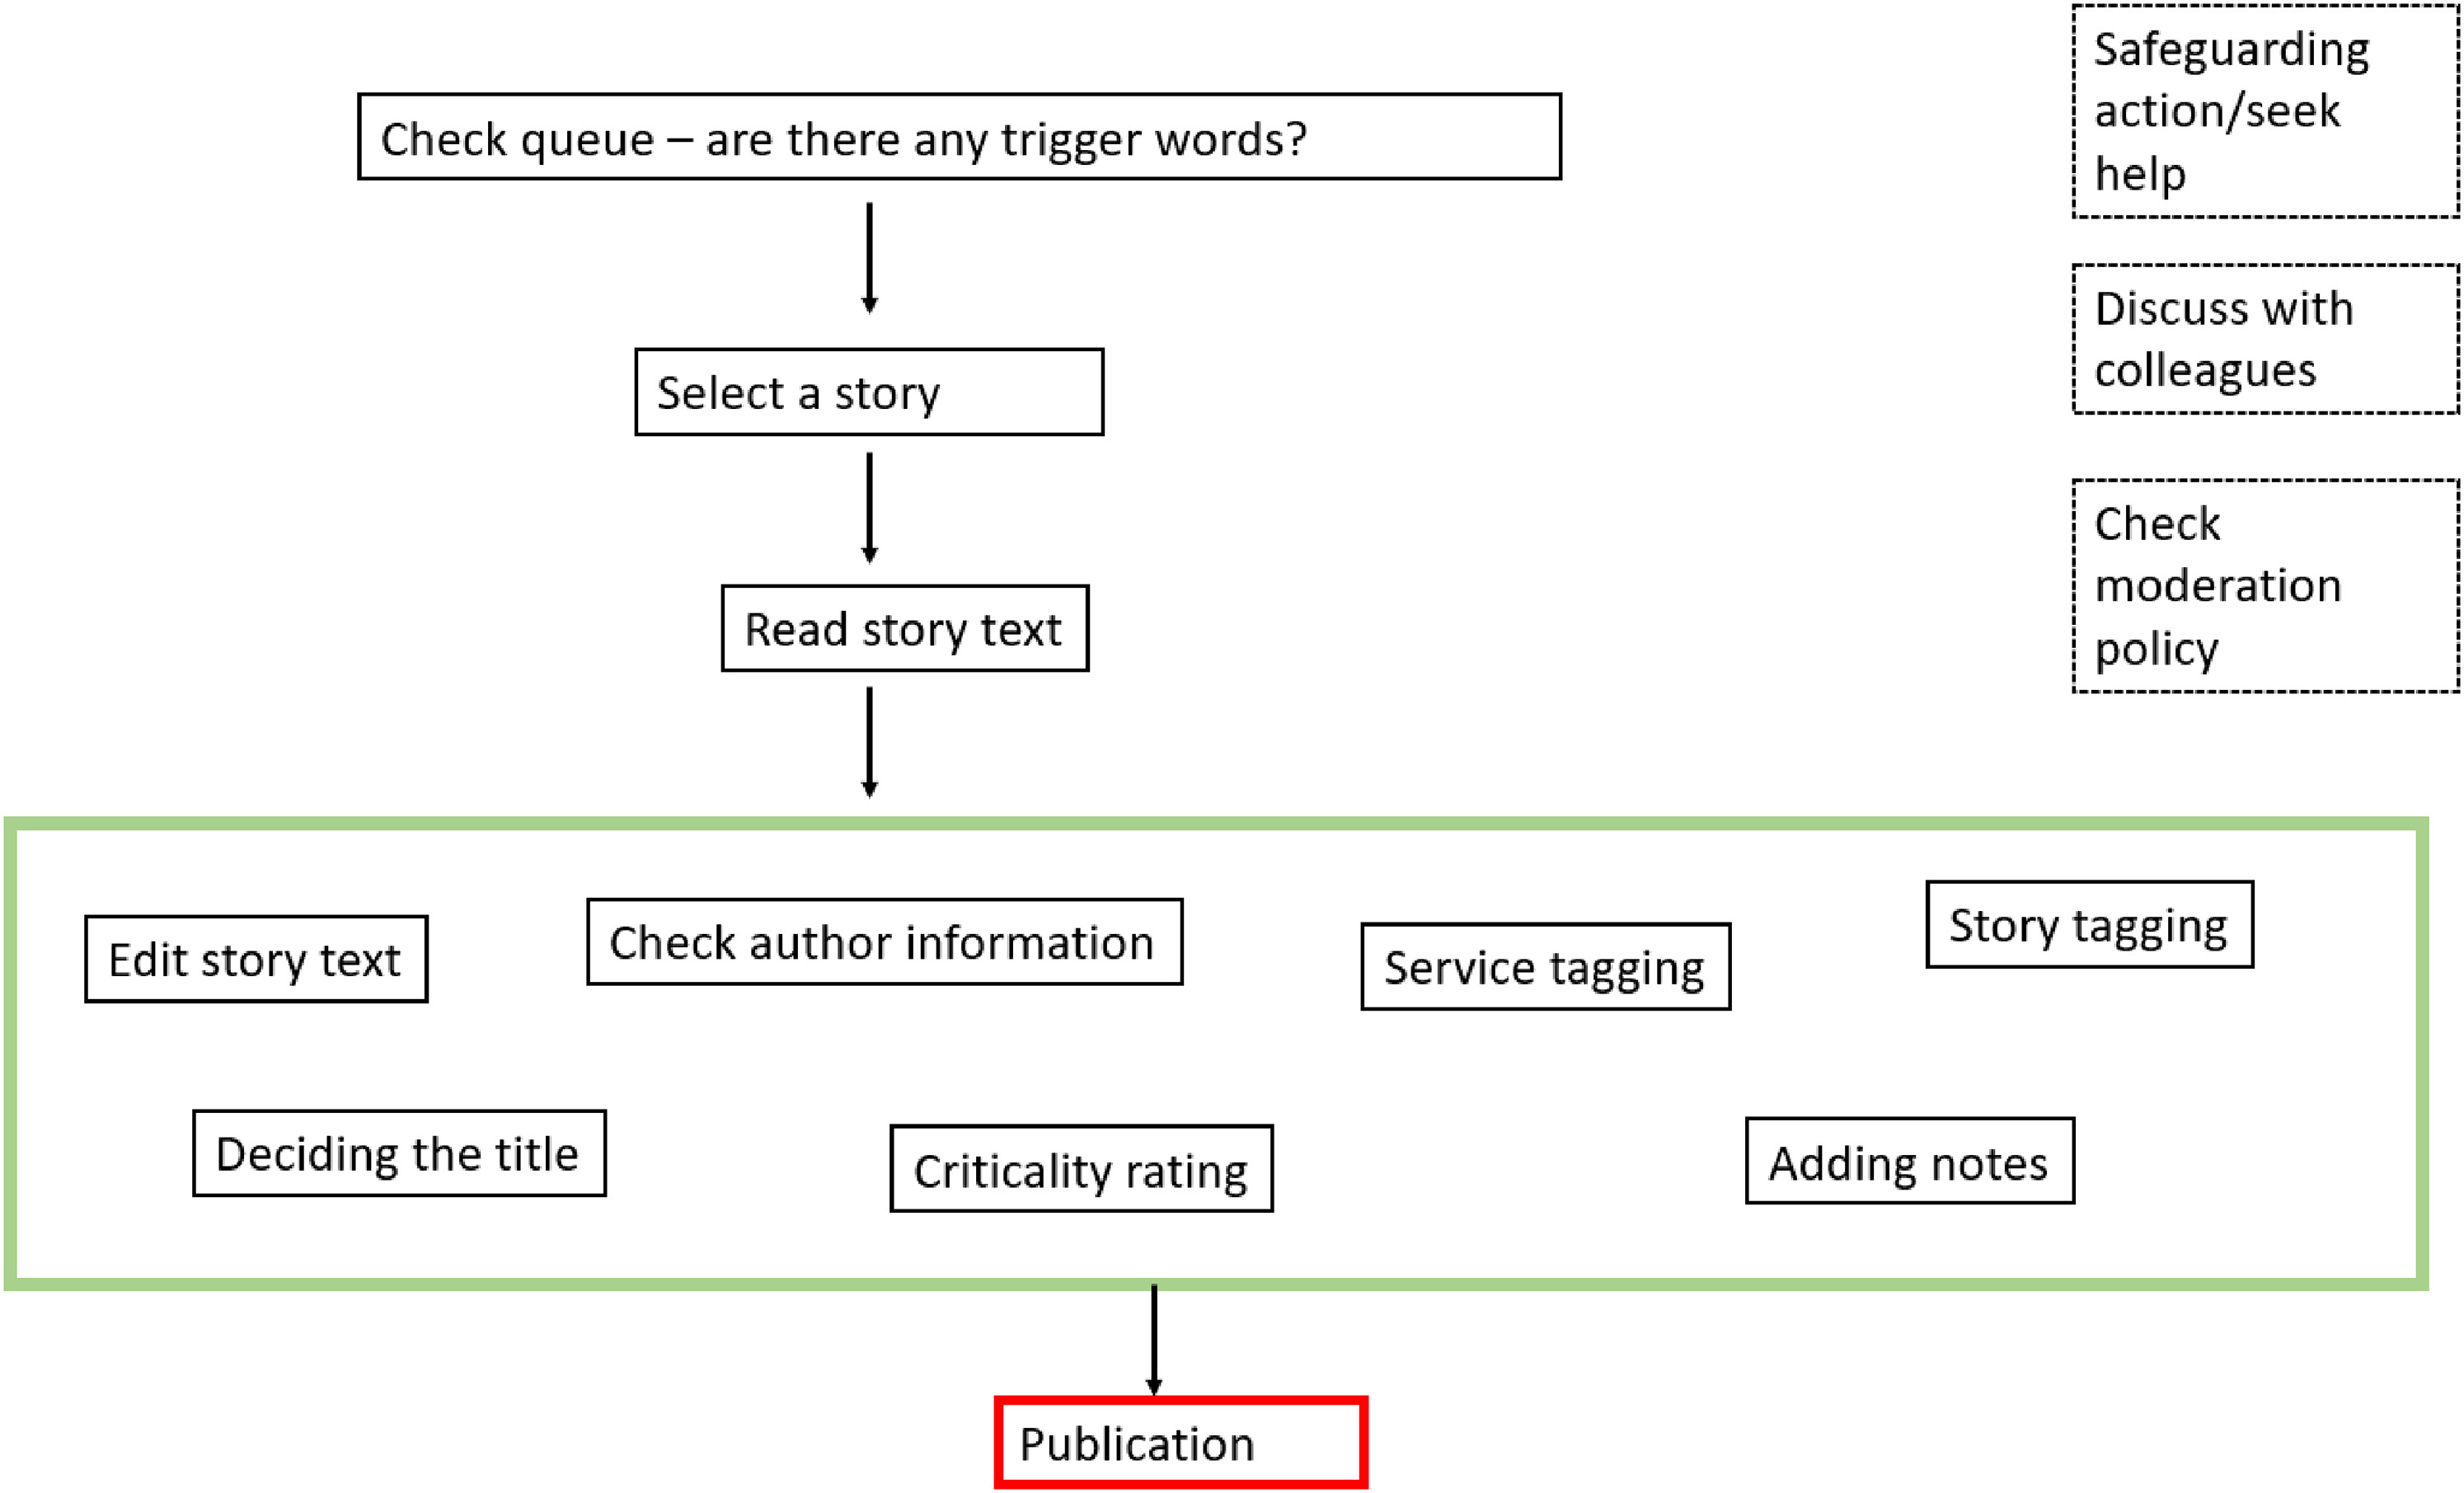 Check queue – are there any trigger words?
Select a story
Read story text
Safeguarding
action/seek
help
Discuss with
colleagues
Check
moderation
policy
Edit story text
Check author information
Service tagging
Story tagging
Deciding the title
Criticality rating
Adding notes
Publication